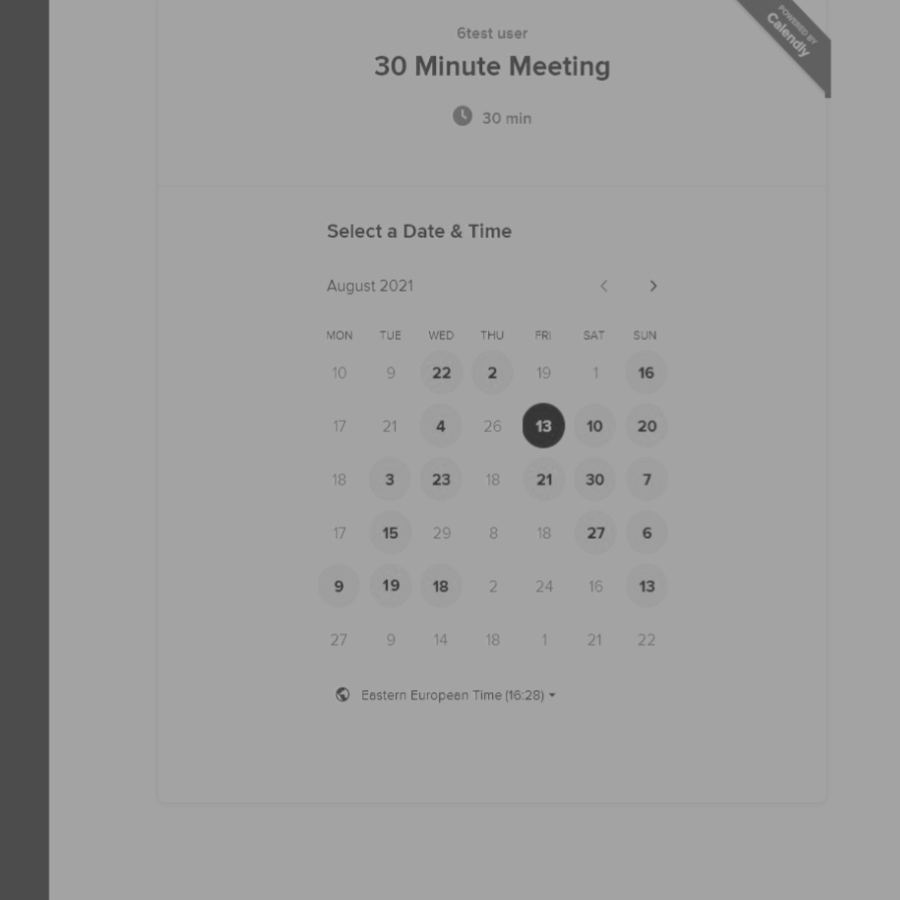 POWERED BY
Calendly
6test user
30 Minute Meeting
30 min
Select a Date & Time
August 2021
MON TUE WED THU FRI SAT SUN
10 9 22 2 19 1 16
17 21 4 26 13 10 20
18 3 23 18 21 30 7
17 15 29 8 18 27 6
9 19 18 2 24 16 13
27 9 14 18 1 21 22
Eastern European Time (16:28)